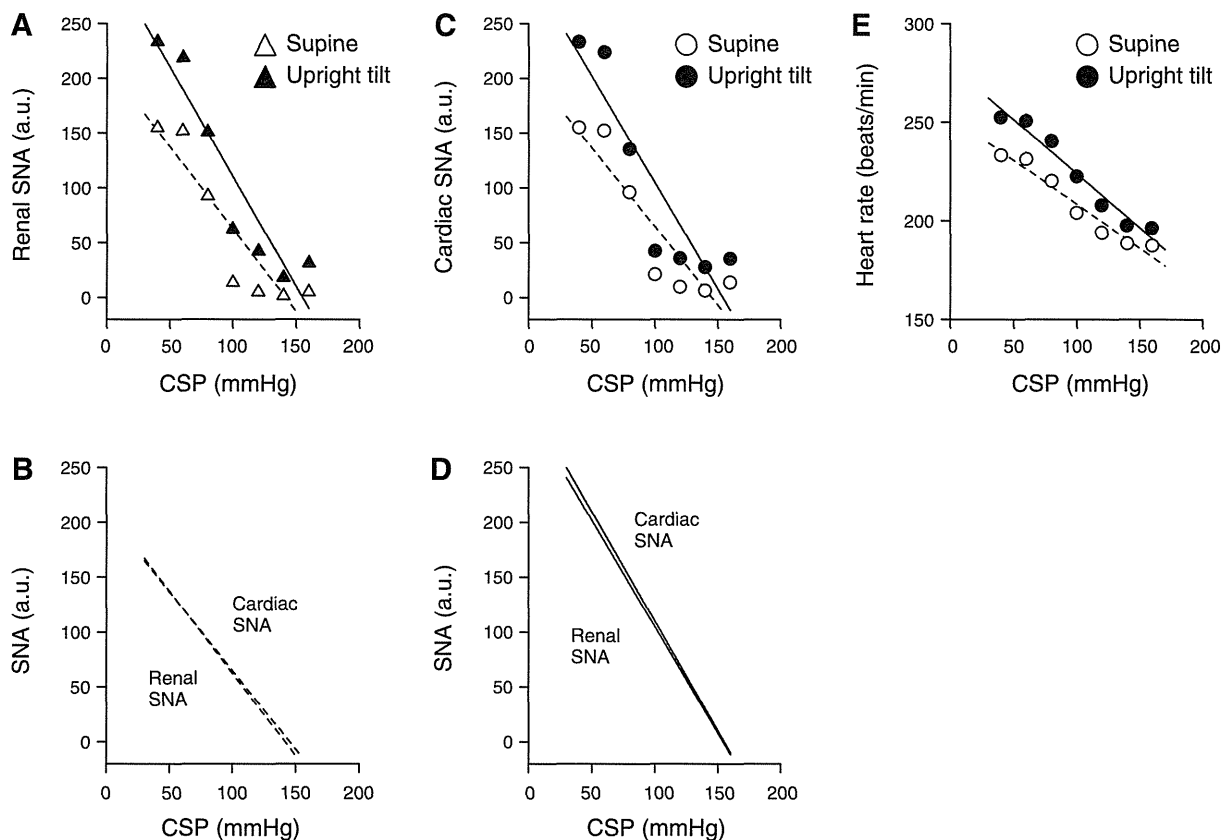 A
Renal SNA (a.u.)
250
200
150
100
50
0
Supine
Upright tilt
0 50 100 150 200
CSP (mmHg)
C
Cardiac SNA (a.u.)
250
200
150
100
50
0
Supine
Upright tilt
0 50 100 150 200
CSP (mmHg)
E
Heart rate (beats/min)
300
250
200
150
Supine
Upright tilt
0 50 100 150 200
CSP (mmHg)
B
SNA (a.u.)
250
200
150
100
50
0
Cardiac
SNA
Renal
SNA
0 50 100 150 200
CSP (mmHg)
D
SNA (a.u.)
250
200
150
100
50
0
Cardiac
SNA
Renal
SNA
0 50 100 150 200
CSP (mmHg)